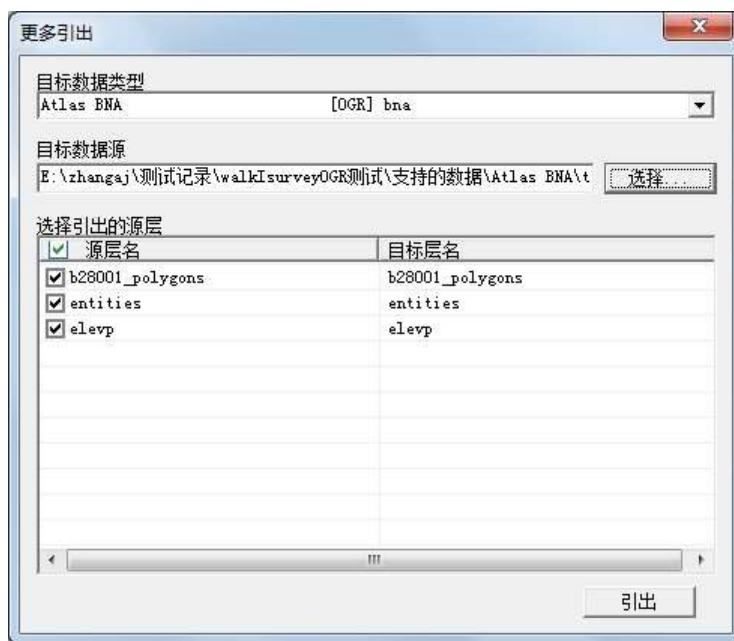 更多引出
目标数据类型
Atlas BNA [OGR] bna
目标数据源
E:\zhangaj\测试记录\walkIsurveyOGR测试\支持的数据\Atlas BNA\t 选择...
选择引出的源层
源层名 目标层名
b28001_polygons b28001_polygons
entities entities
elevp elevp
引出